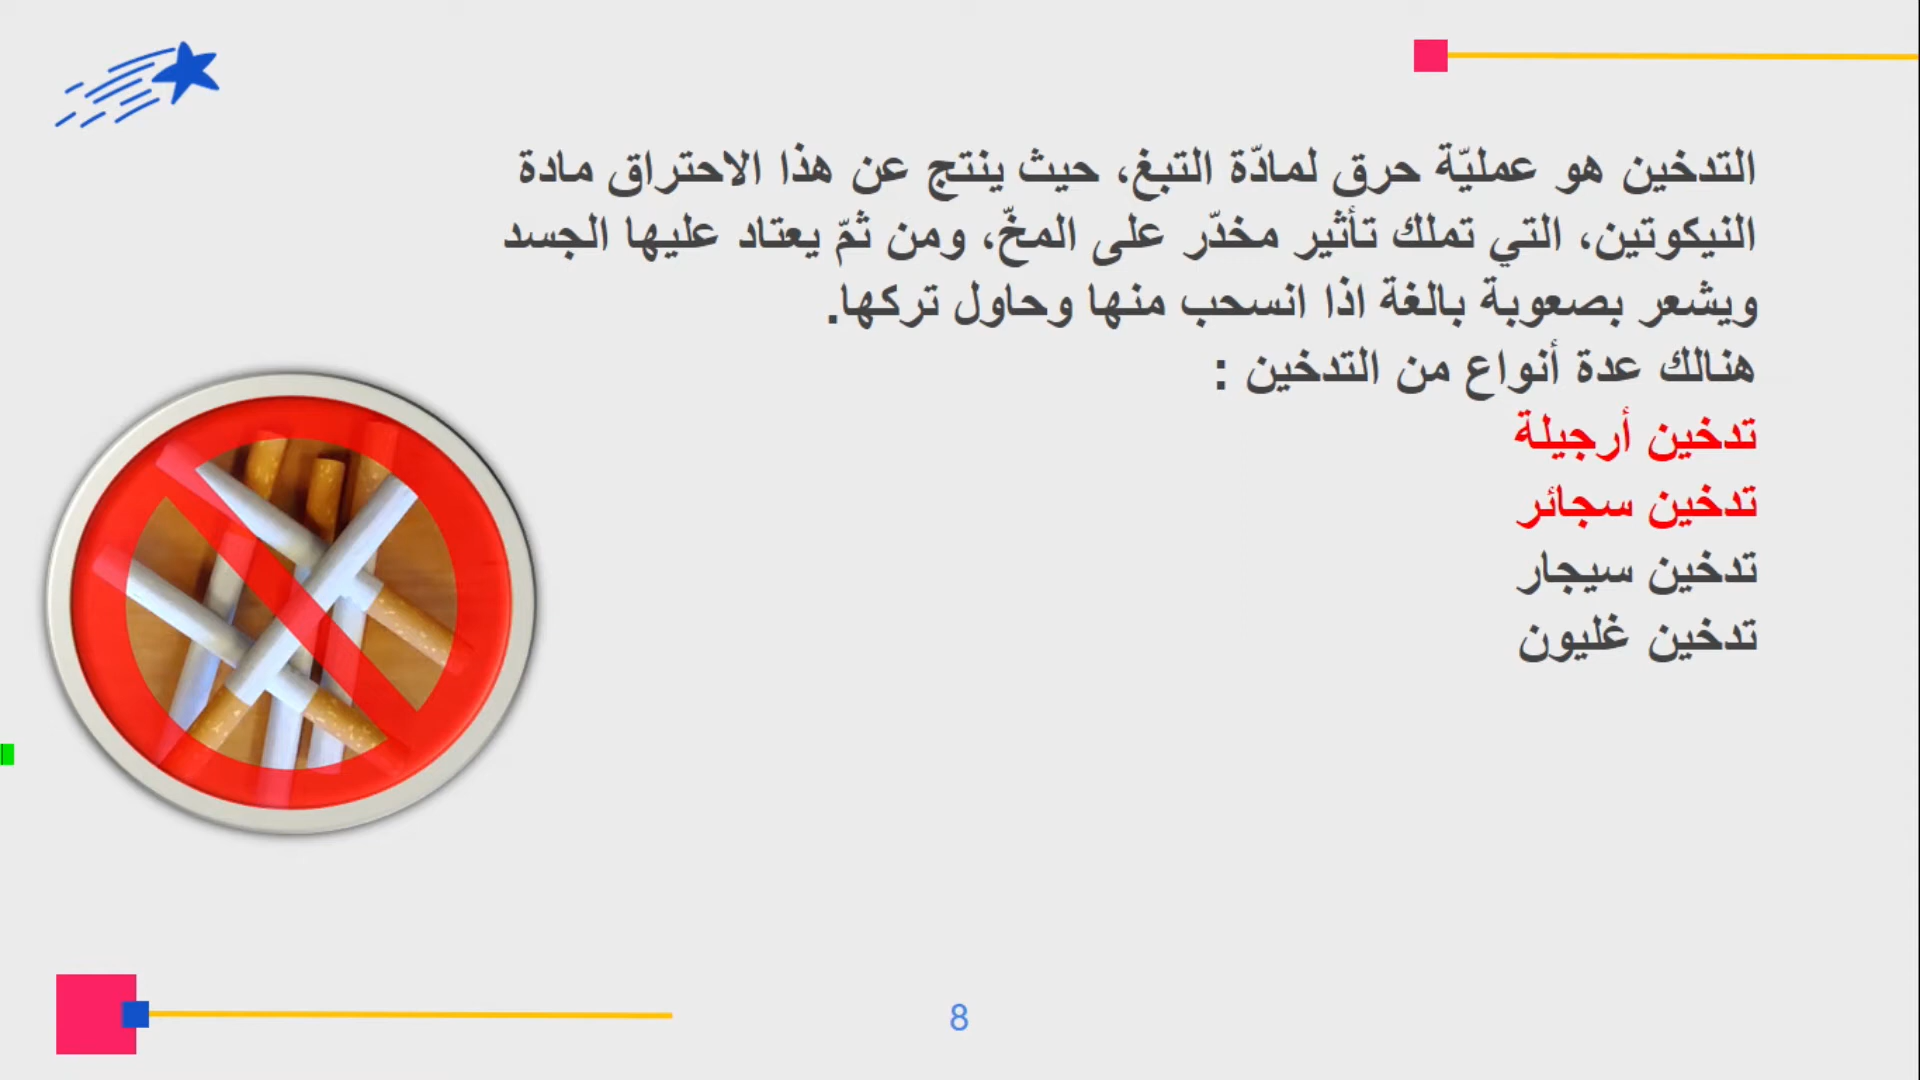 التدخين هو عمليّة حرق لمادّة التبغ، حيث ينتج عن هذا الاحتراق مادة
النيكوتين، التي تملك تأثير مخدّر على المخّ، ومن ثمّ يعتاد عليها الجسد
ويشعر بصعوبة بالغة اذا انسحب منها وحاول تركها.
هنالك عدة أنواع من التدخين :
تدخين أرجيلة
تدخين سجائر
تدخين سيجار
تدخين غليون
8